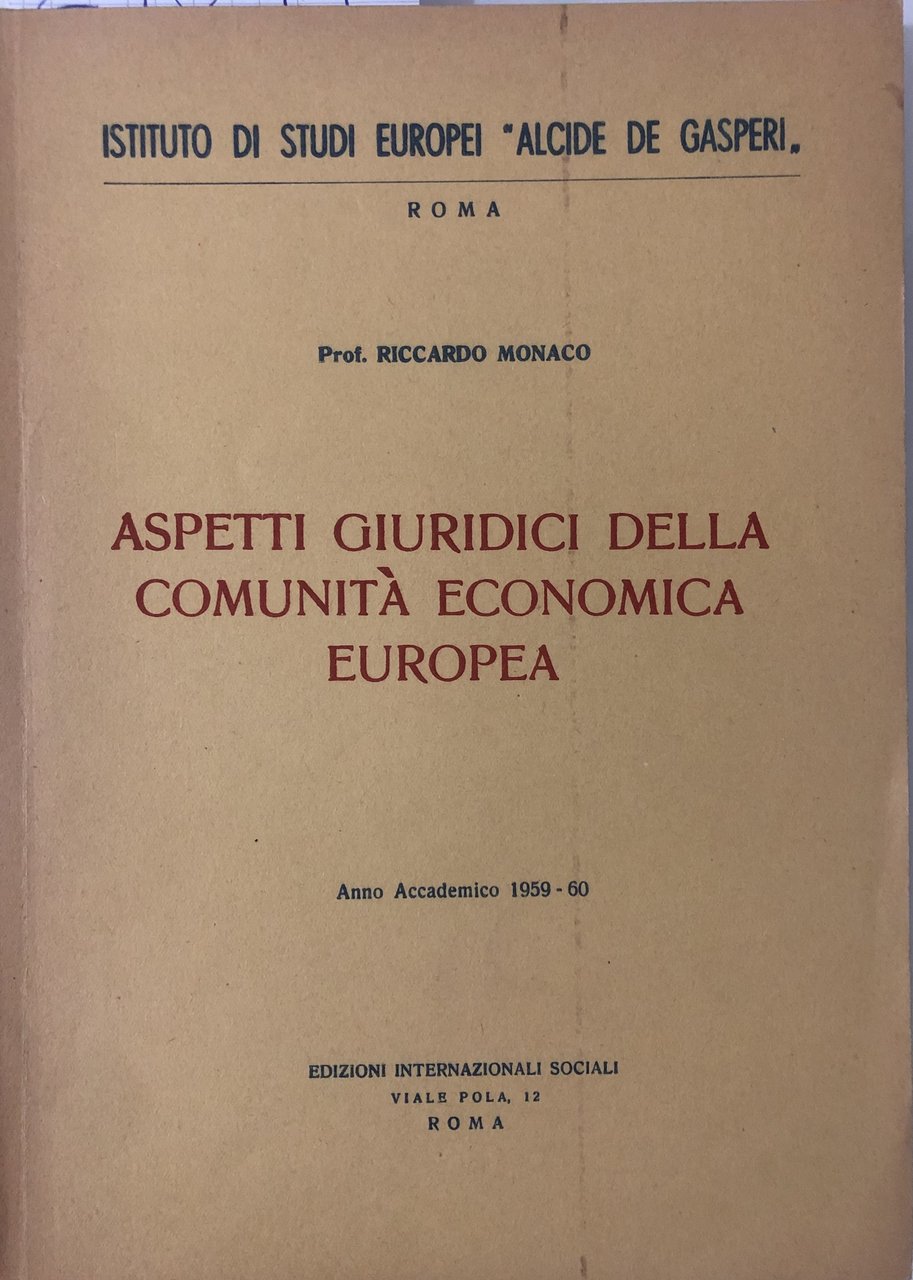 ISTITUTO DI STUDI EUROPEI "ALCIDE DE GASPERI„
ROMA
Prof. RICCARDO MONACO
ASPETTI GIURIDICI DELLA
COMUNITÀ ECONOMICA
EUROPEA
Anno Accademico 1959-60
EDIZIONI INTERNAZIONALI SOCIALI
VIALE POLA, 12
ROMA